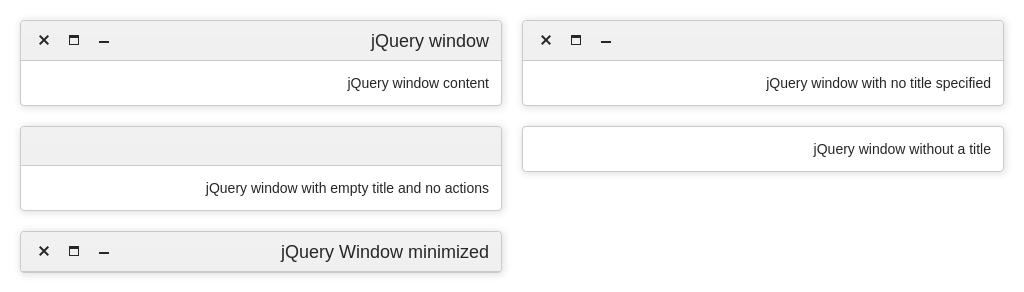 jQuery window
jQuery window content
jQuery window with no title specified
jQuery window with empty title and no actions
jQuery window without a title
jQuery Window minimized